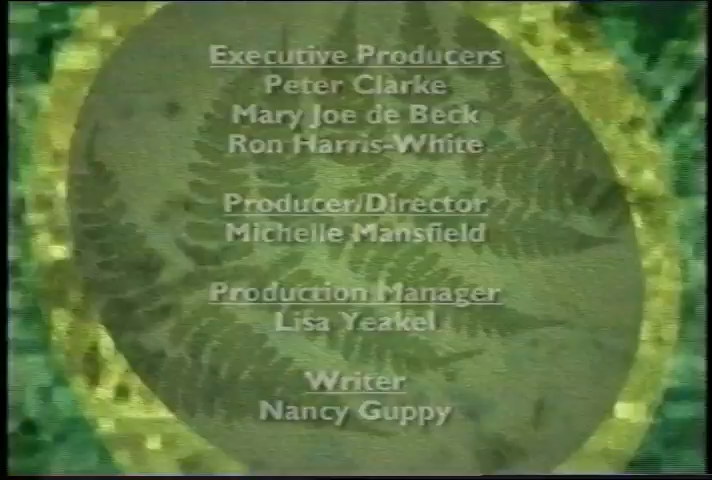 Executive Producers
Peter Clarke
Mary Joe de Beck
Ron Harris-White
Producer/Director
Michelle Mansfield
Production Manager
Lisa Yeakel
Writer
Nancy Guppy